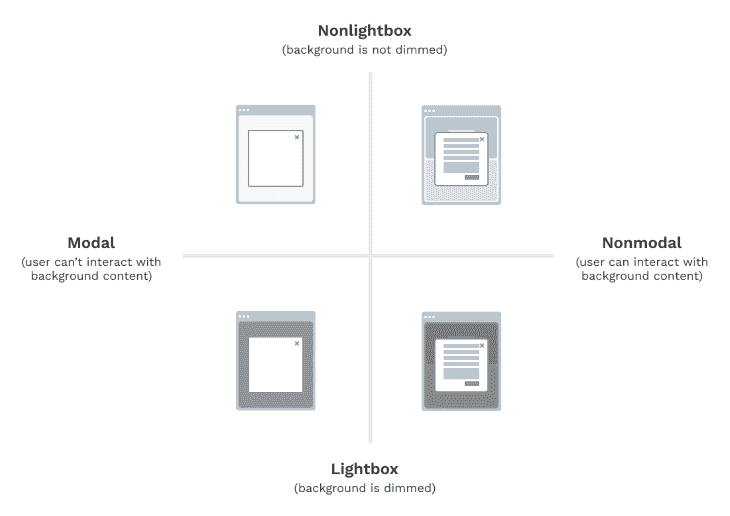 Nonlightbox
(background is not dimmed)
Modal
(user can't interact with
background content)
Nonmodal
(user can interact with
background content)
Lightbox
(background is dimmed)